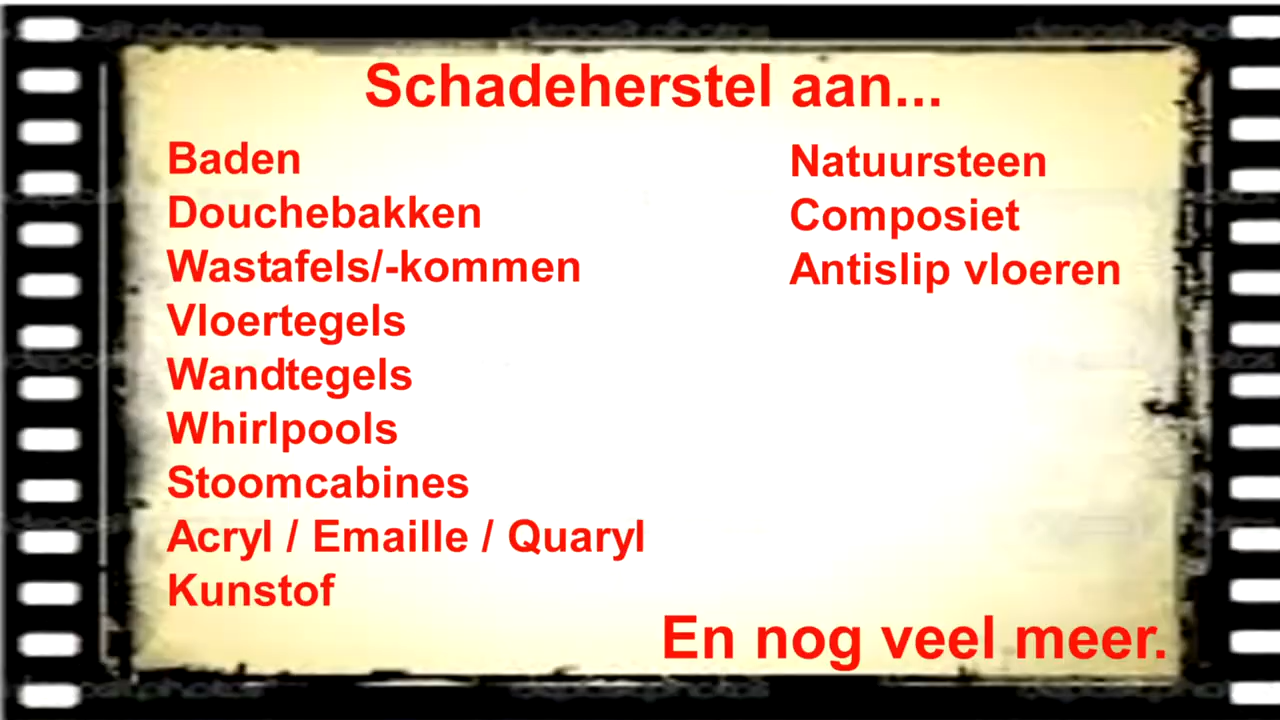 Schadeherstel aan...
Baden
Douchebakken
Wastafels/-kommen
Vloertegels
Wandtegels
Whirlpools
Stoomcabines
Acryl / Emaille / Quaryl
Kunstof
Natuursteen
Composiet
Antislip vloeren
En nog veel meer.